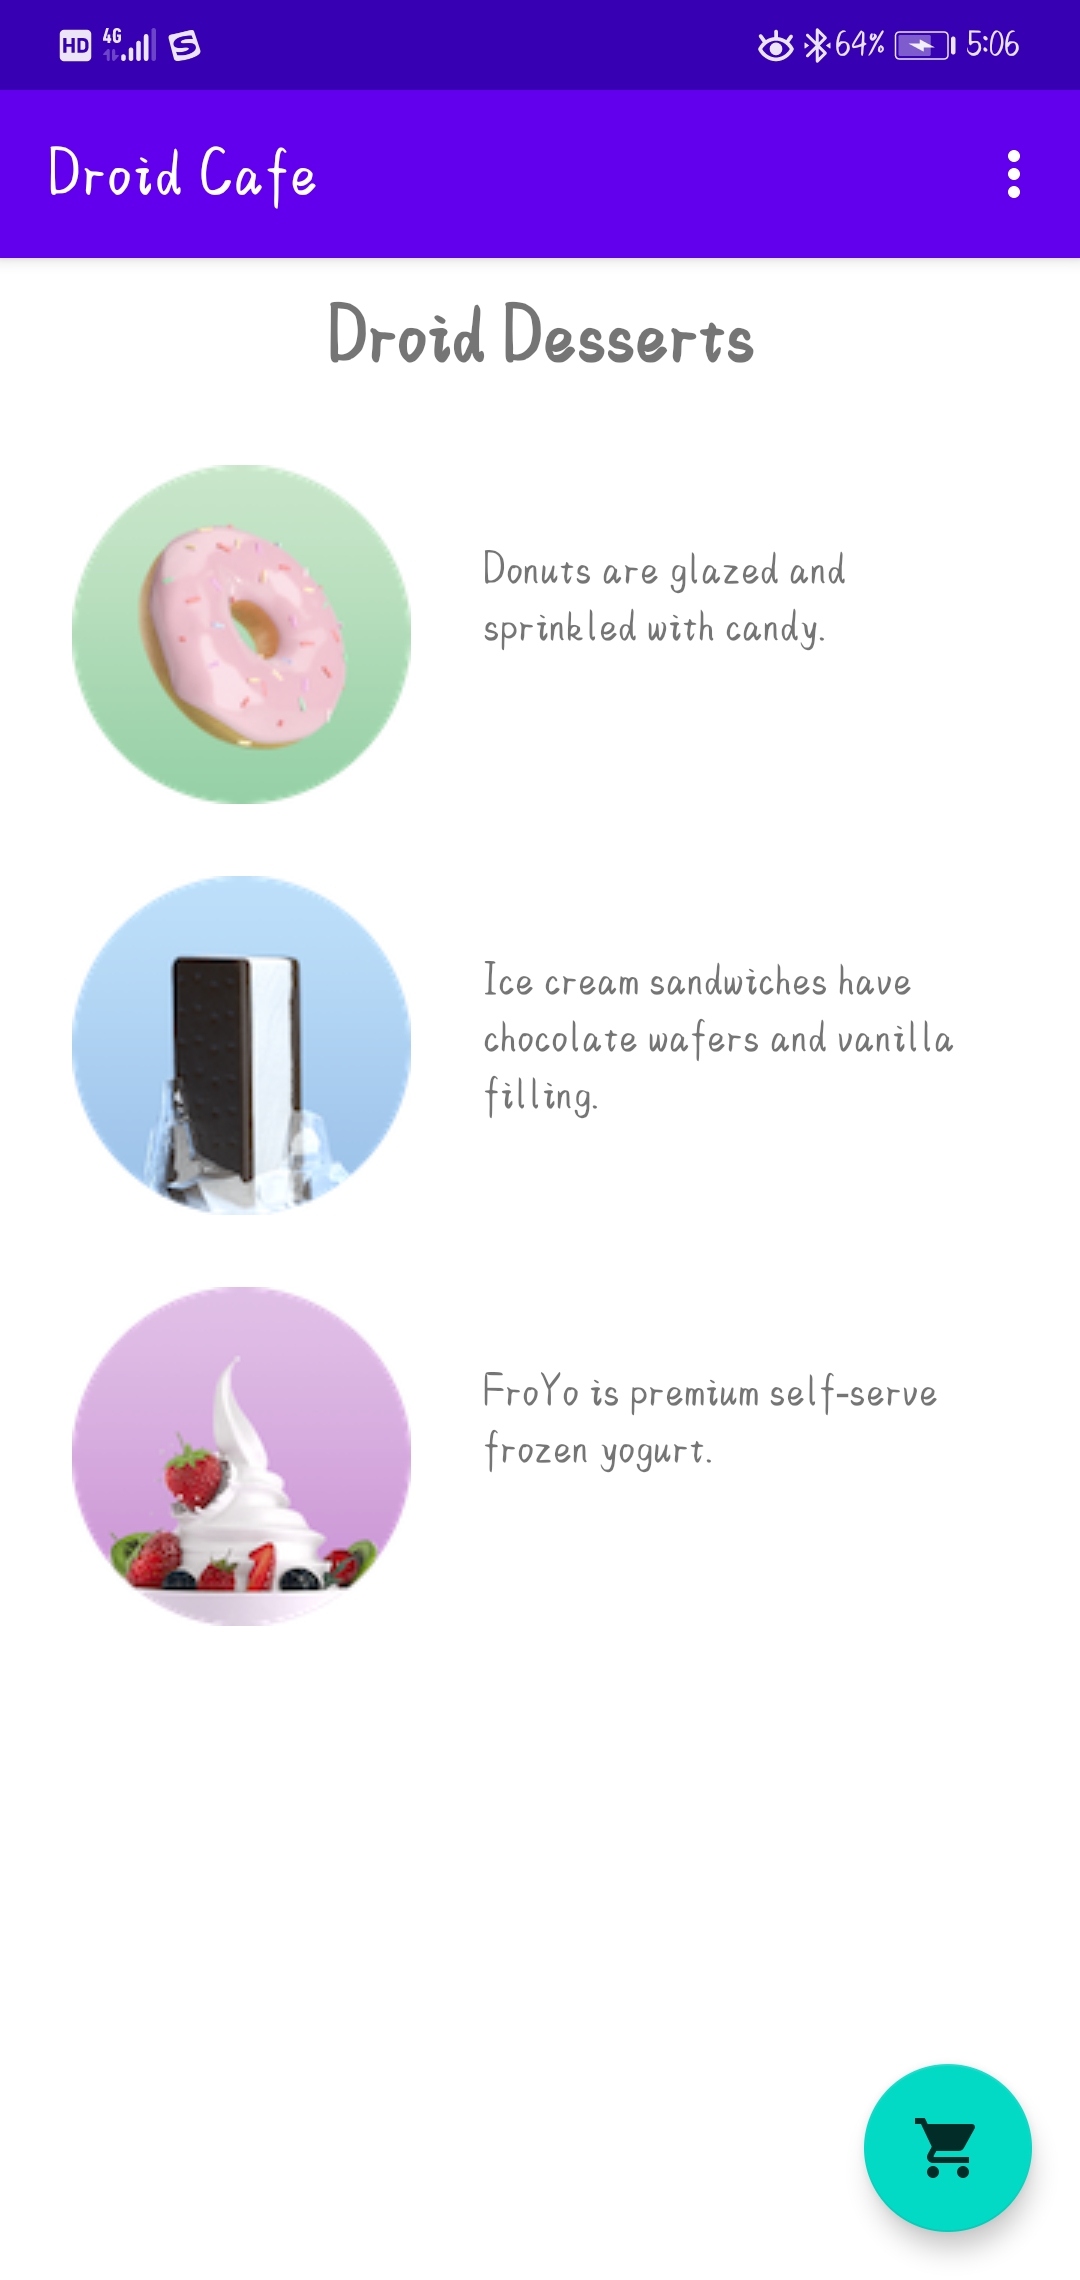 HD 4G 64% 5:06
Droid Cafe
Droid Desserts
Donuts are glazed and
sprinkled with candy.
Ice cream sandwiches have
chocolate wafers and vanilla
filling.
FroYo is premium self-serve
frozen yogurt.